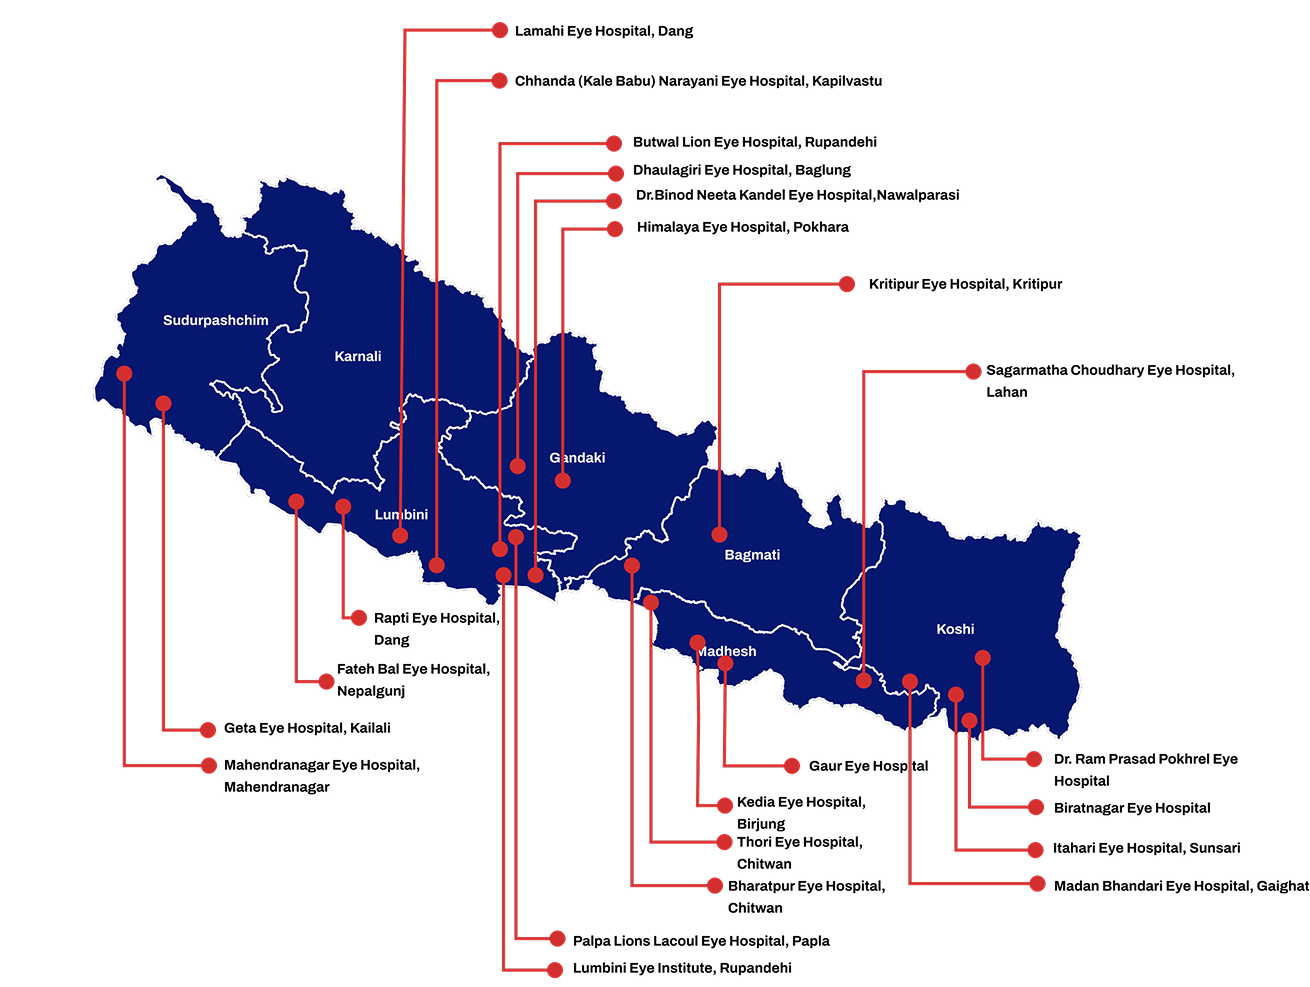 Lamahi Eye Hospital, Dang
Chhanda (Kale Babu) Narayani Eye Hospital, Kapilvastu
Butwal Lion Eye Hospital, Rupandehi
Dhaulagiri Eye Hospital, Baglung
Dr.Binod Neeta Kandel Eye Hospital,Nawalparasi
Himalaya Eye Hospital, Pokhara
Kritipur Eye Hospital, Kritipur
Sudurpashchim
Karnali
Sagarmatha Choudhary Eye Hospital,
Lahan
Gandaki
Lumbini
Bagmati
Koshi
Madhesh
Rapti Eye Hospital,
Dang
Fateh Bal Eye Hospital,
Nepalgunj
Geta Eye Hospital, Kailali
Mahendranagar Eye Hospital,
Mahendranagar
Gaur Eye Hospital
Kedia Eye Hospital,
Birjung
Thori Eye Hospital,
Chitwan
Bharatpur Eye Hospital,
Chitwan
Palpa Lions Lacoul Eye Hospital, Papla
Lumbini Eye Institute, Rupandehi
Dr. Ram Prasad Pokhrel Eye
Hospital
Biratnagar Eye Hospital
Itahari Eye Hospital, Sunsari
Madan Bhandari Eye Hospital, Gaighat